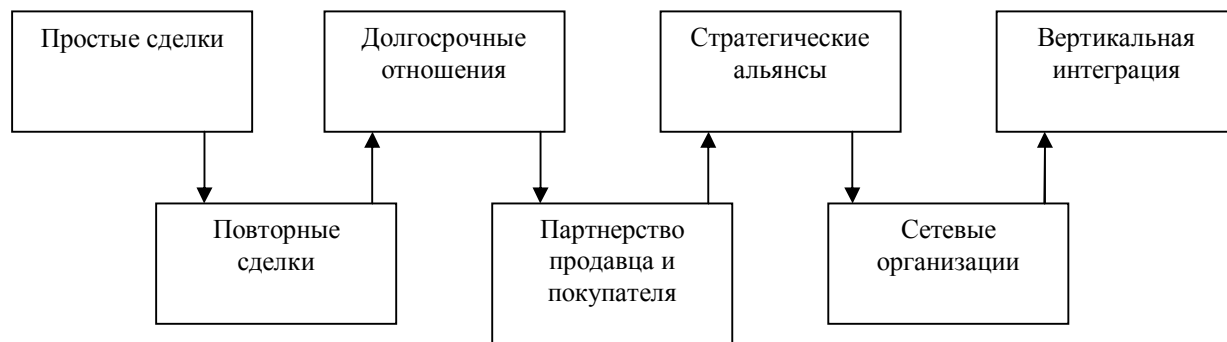 Простые сделки
Долгосрочные
отношения
Стратегические
альянсы
Вертикальная
интеграция
Повторные
сделки
Партнерство
продавца и
покупателя
Сетевые
организации